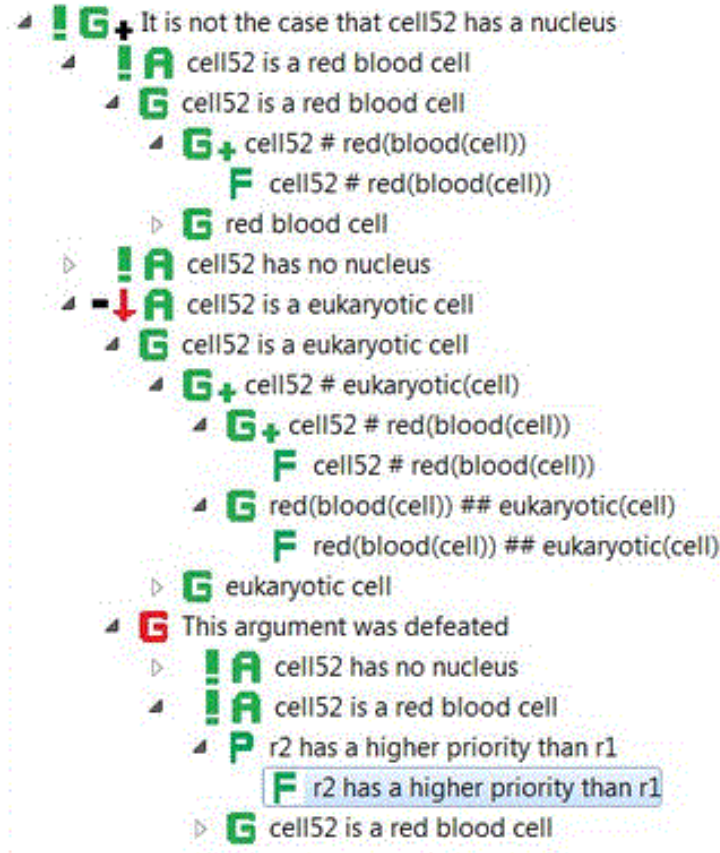 ! G + It is not the case that cell52 has a nucleus
! A cell52 is a red blood cell
G cell52 is a red blood cell
G + cell52 # red(blood(cell))
F cell52 # red(blood(cell))
G red blood cell
! A cell52 has no nucleus
- ↓ A cell52 is a eukaryotic cell
G cell52 is a eukaryotic cell
G + cell52 # eukaryotic(cell)
G + cell52 # red(blood(cell))
F cell52 # red(blood(cell))
G red(blood(cell)) ## eukaryotic(cell)
F red(blood(cell)) ## eukaryotic(cell)
G eukaryotic cell
G This argument was defeated
! A cell52 has no nucleus
! A cell52 is a red blood cell
P r2 has a higher priority than r1
F r2 has a higher priority than r1
G cell52 is a red blood cell